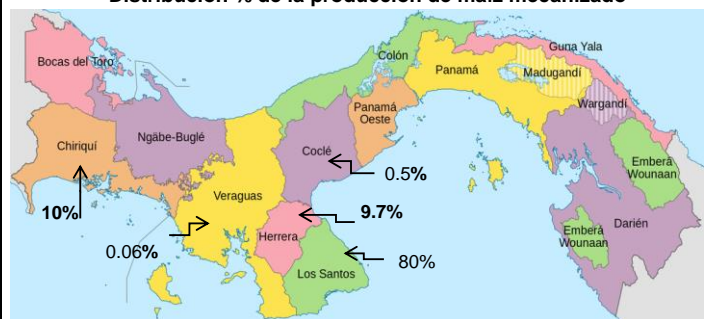 Distribución % de la producción de maíz mecanizado
Bocas del Toro
Colón
Guna Yala
Panamá
Madugandí
Wargandí
Chiriquí
Ngäbe-Buglé
Panamá
Oeste
Coclé
Emberá
Wounaan
0.5%
Veraguas
10%
9.7%
Darién
0.06%
Herrera
Emberá
Wounaan
80%
Los Santos